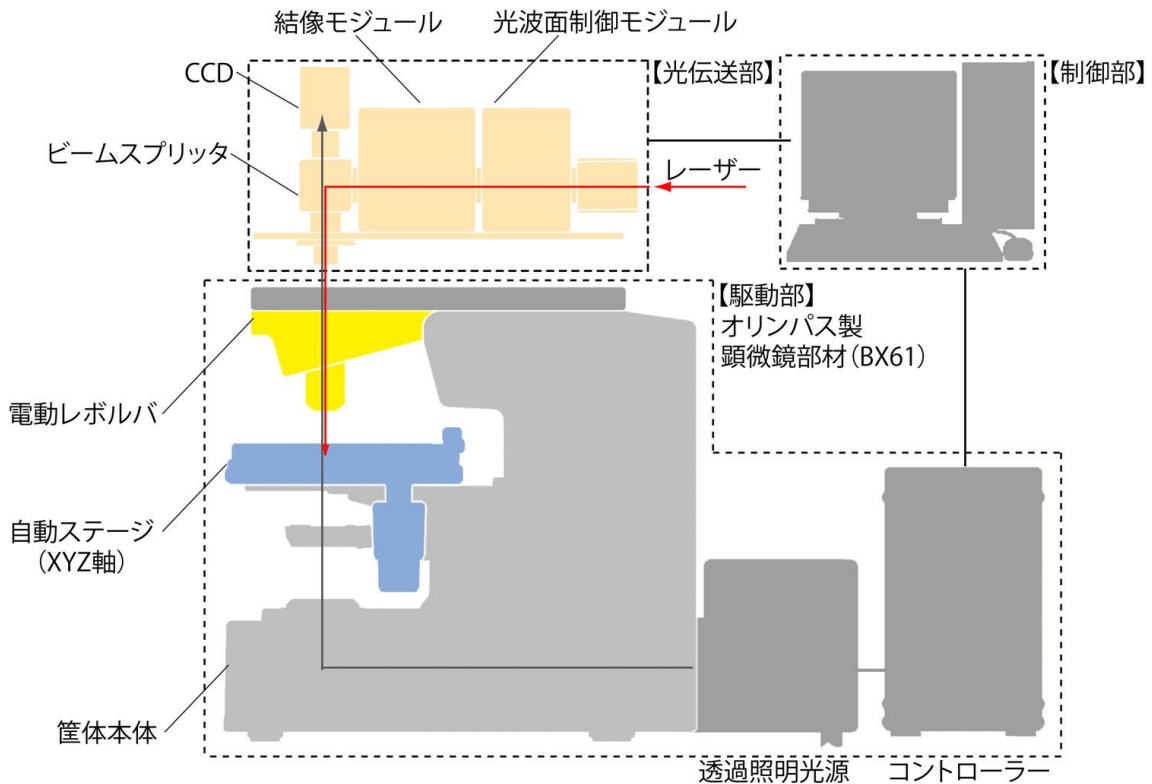 結像モジュール
光波面制御モジュール
CCD
【光伝送部】
【制御部】
ビームスプリッタ
レーザー
【駆動部】
オリンパス製
顕微鏡部材(BX61)
電動レボルバ
自動ステージ
(XYZ軸)
筐体本体
透過照明光源
コントローラー